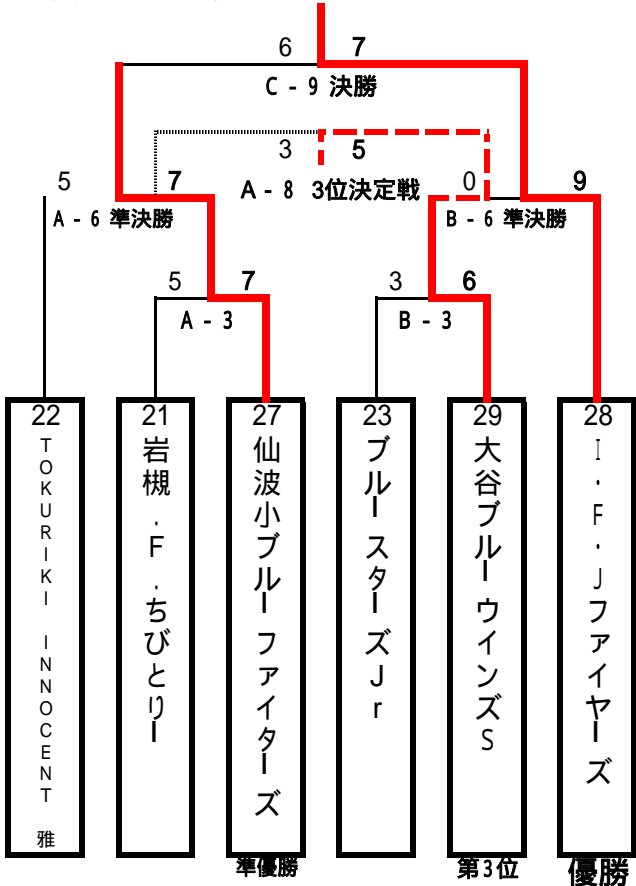 6 7
C - 9 決勝
3 5
A - 8 3位決定戦
5 7
A - 6 準決勝
0 9
B - 6 準決勝
5 7
A - 3
3 6
B - 3
22
TOKURIKI INNOCENT 雅
21
岩槻.F.ちびとりー
27
仙波小ブルーファイターズ
準優勝
23
ブルースターズJr
29
大谷ブルーウインズS
第3位
28
I・F・Jファイヤーズ
優勝